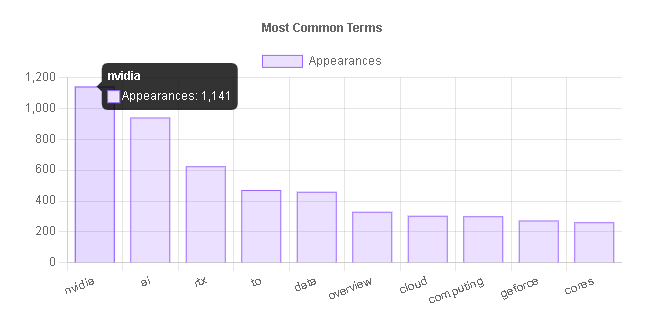 Most Common Terms
Appearances
nvidia
Appearances: 1,141
1,200
1,000
800
600
400
200
0
nvidia
ai
rtx
to
data
overview
cloud
computing
geforce
cores